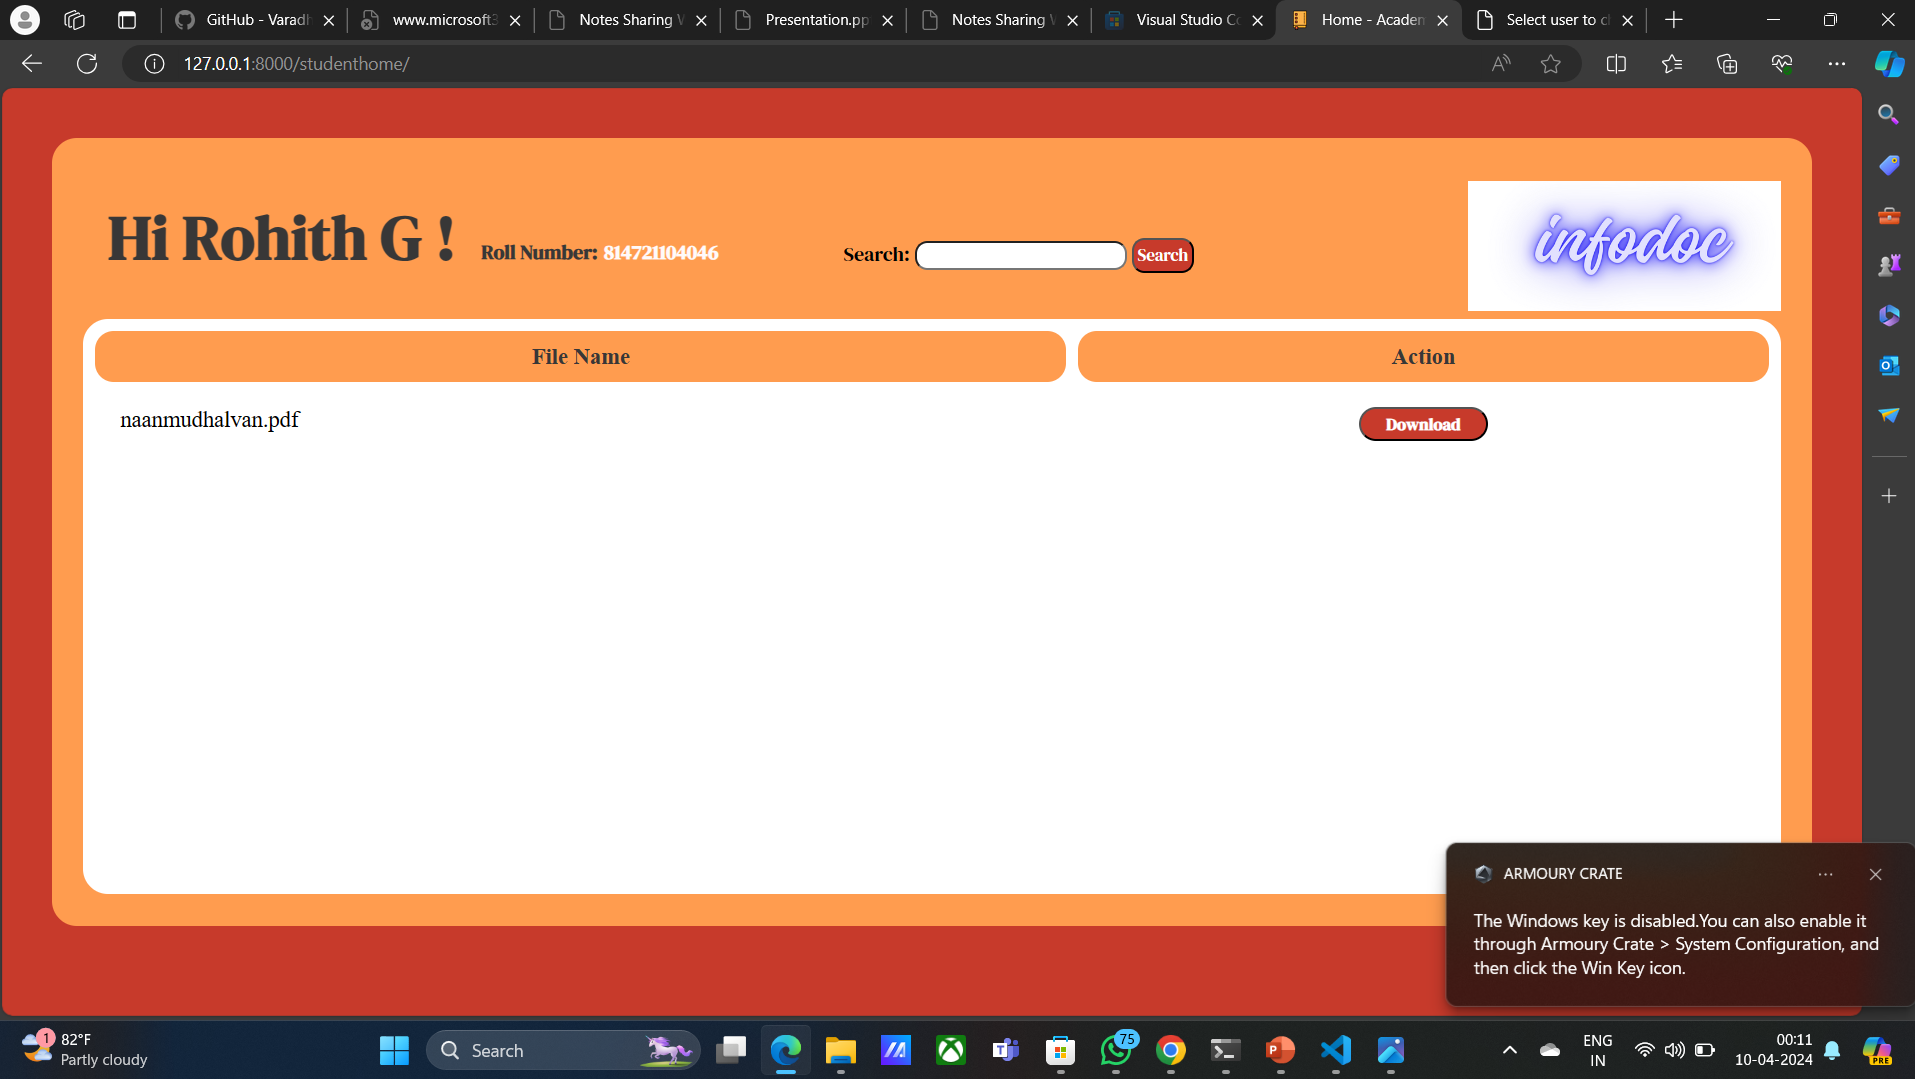 GitHub - Varadh
www.microsoft3
Notes Sharing W
Presentation.pp
Notes Sharing W
Visual Studio Co
Home - Academ
Select user to ch
127.0.0.1:8000/studenthome/
Hi Rohith G !
Roll Number: 814721104046
Search:
Search
infodoc
File Name
Action
naanmudhalvan.pdf
Download
ARMOURY CRATE
The Windows key is disabled.You can also enable it
through Armoury Crate > System Configuration, and
then click the Win Key icon.
1
82°F
Partly cloudy
Search
75
ENG
IN
00:11
10-04-2024
PRE